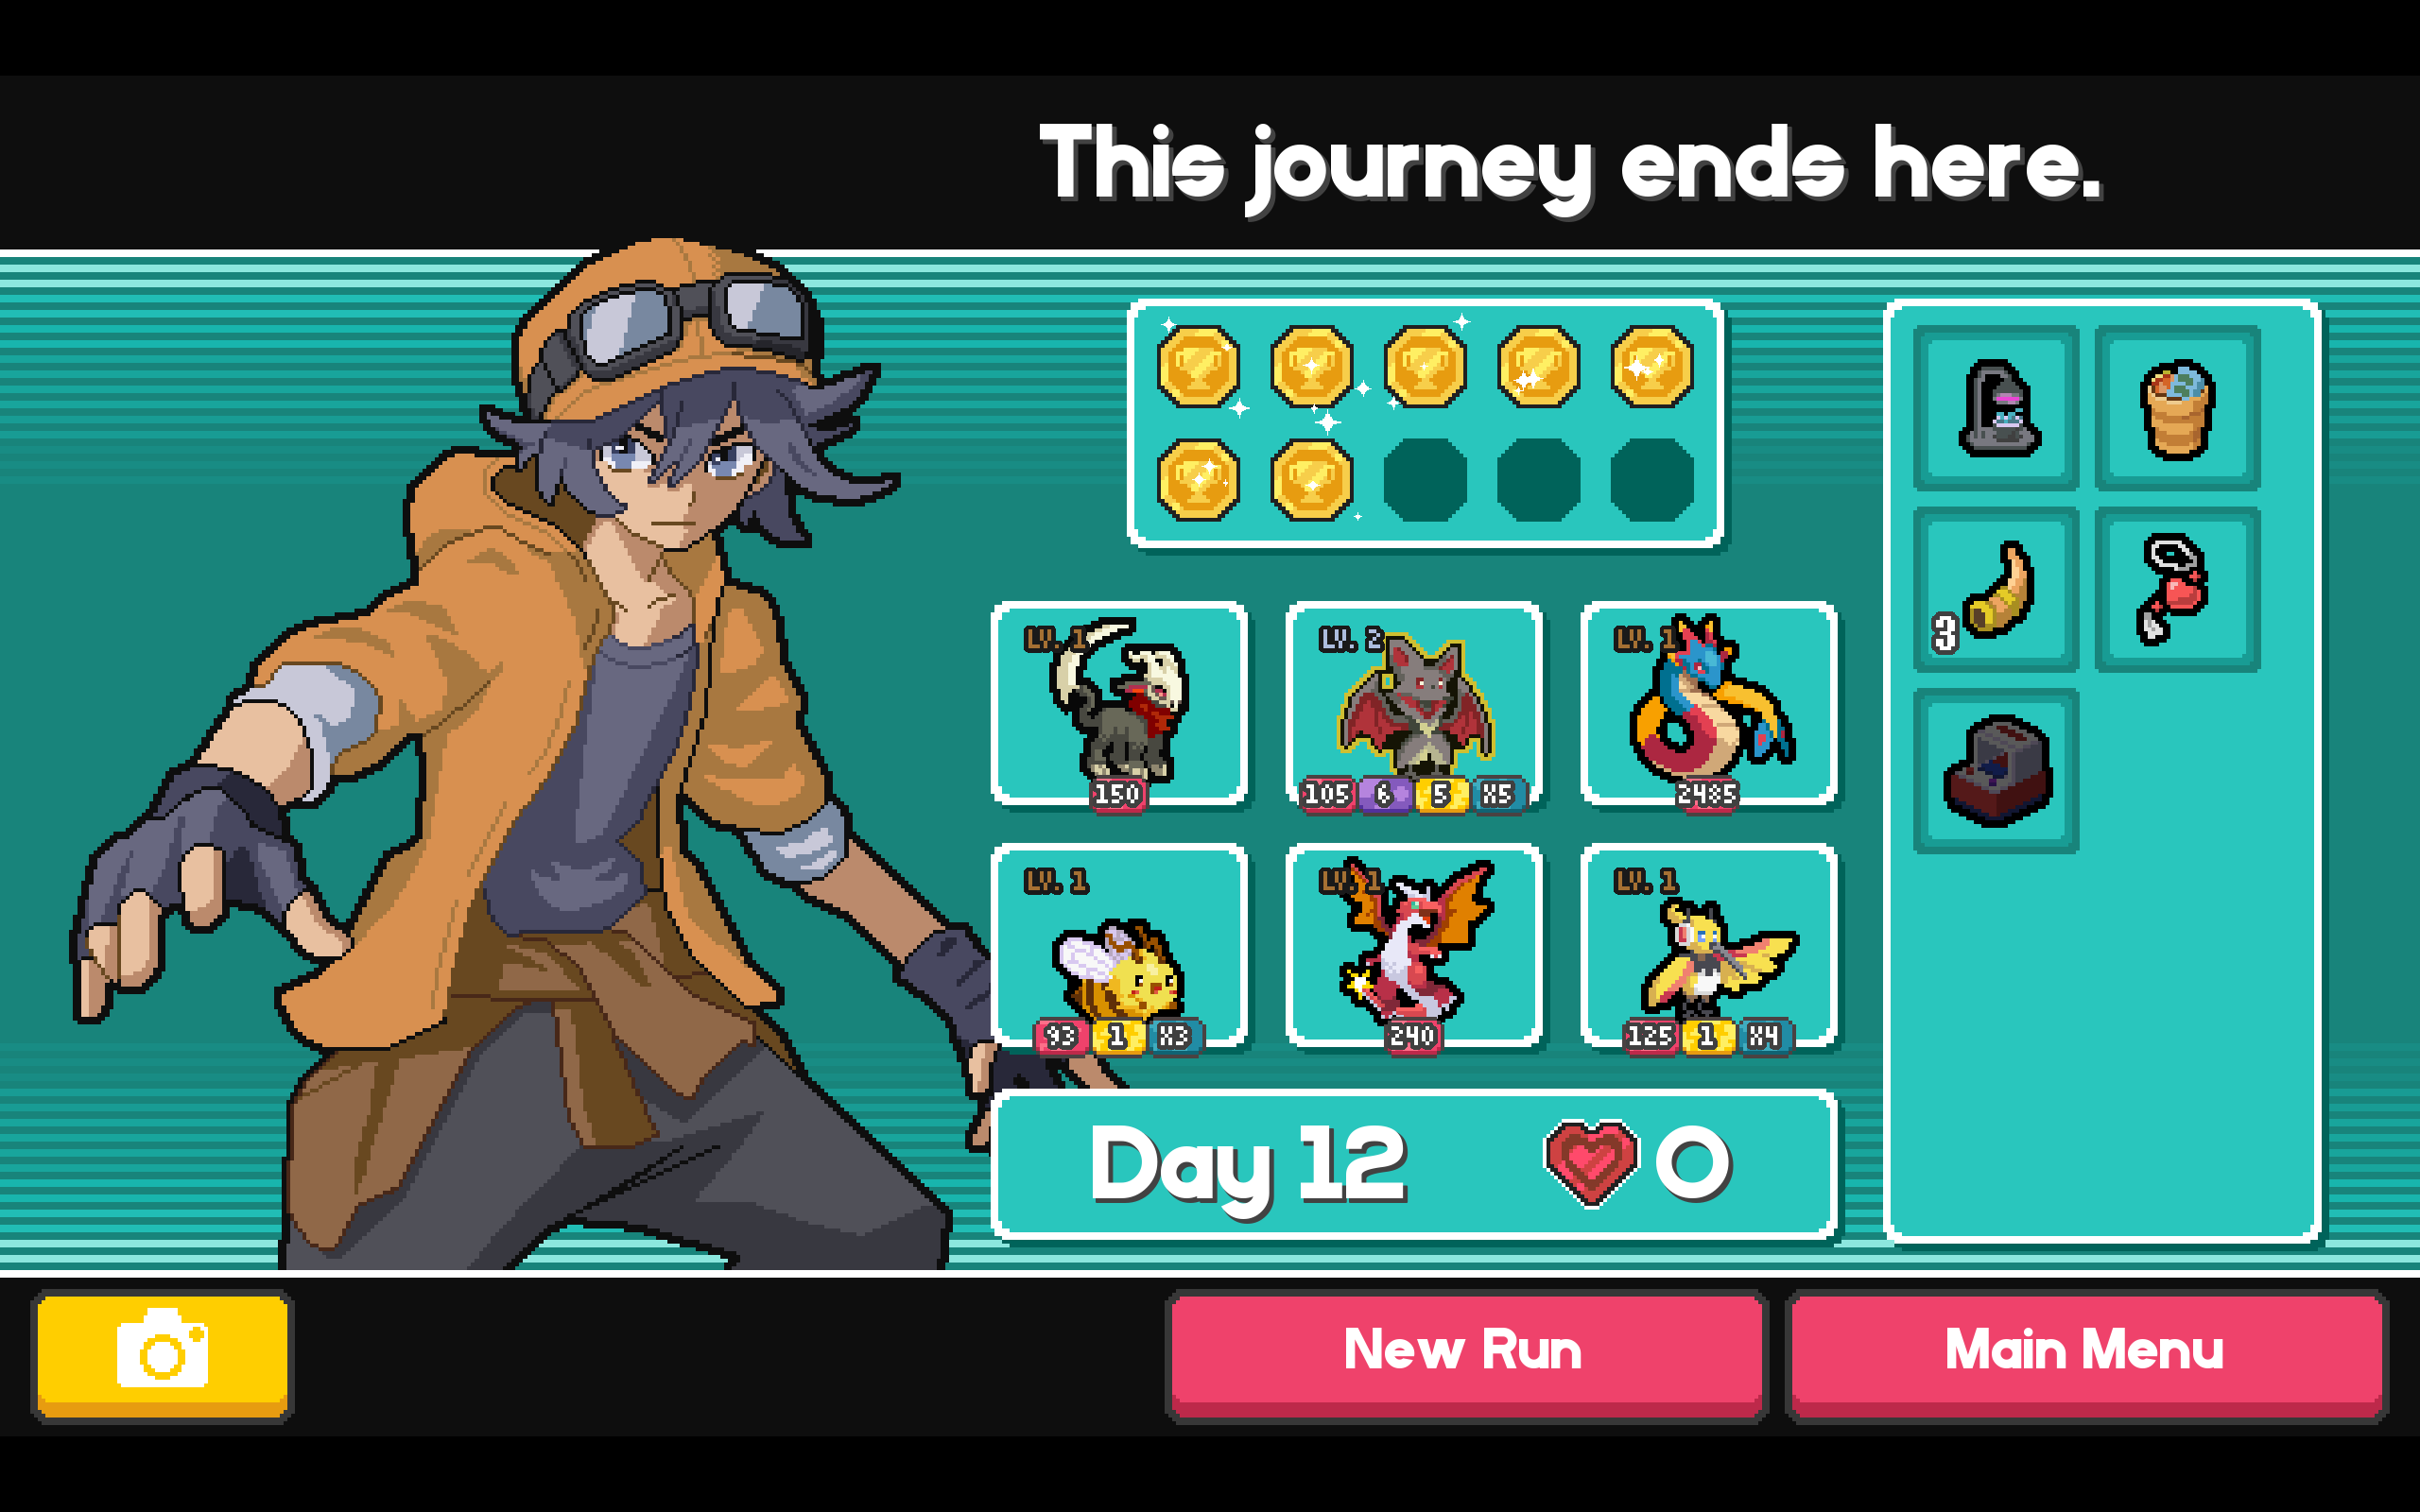 This journey ends here.
LV. 1
LV. 2
LV. 1
150
105 6 5 X5
2485
3
LV. 1
LV. 1
LV. 1
93 1 X3
240
125 1 X4
Day 12 0
New Run
Main Menu